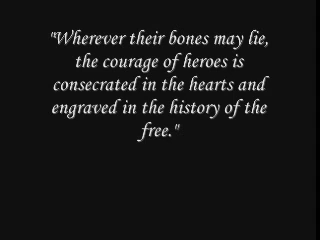 "Wherever their bones may lie,
the courage of heroes is
consecrated in the hearts and
engraved in the history of the
free."